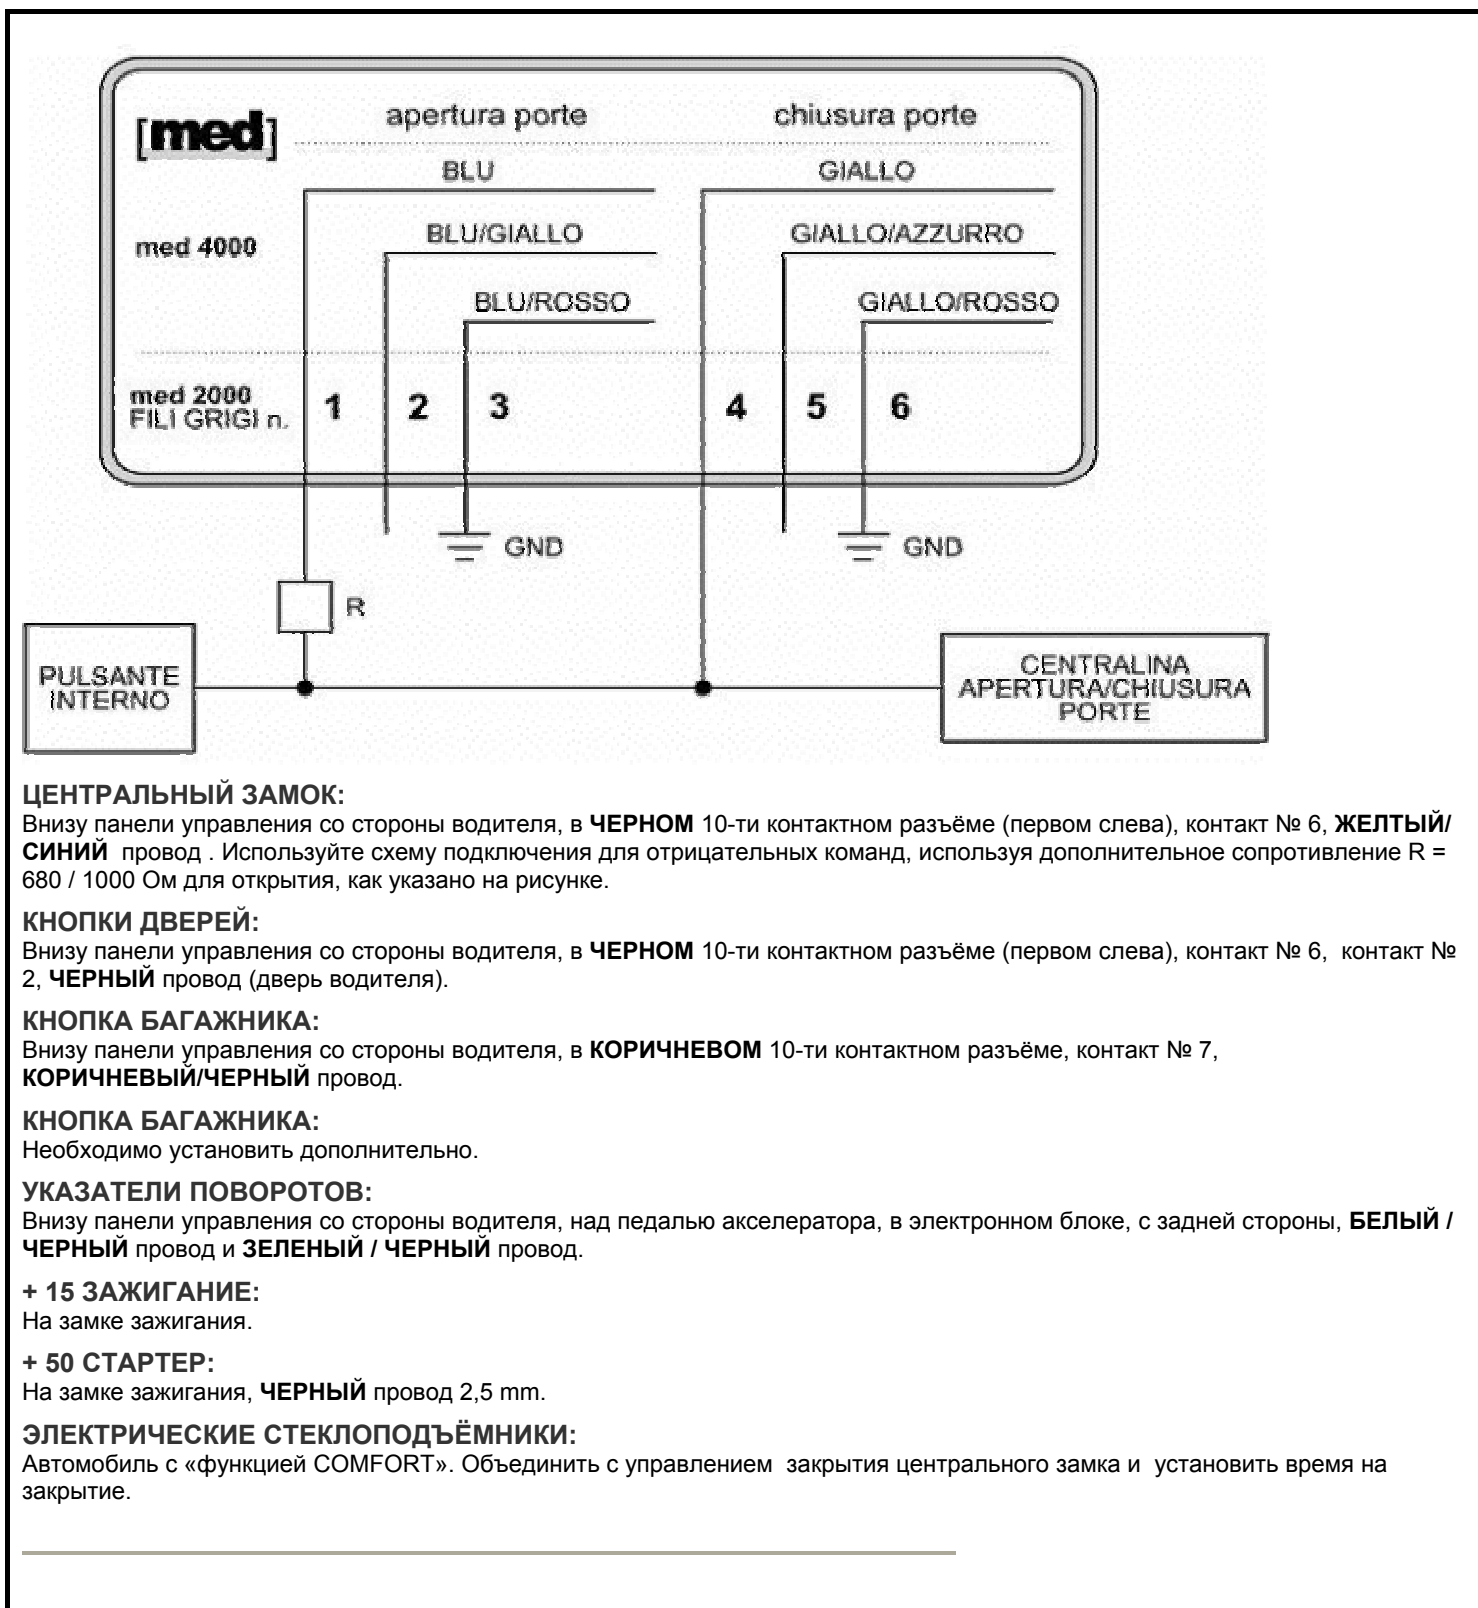 [med]
apertura porte
chiusura porte
BLU
GIALLO
med 4000
BLU/GIALLO
GIALLO/AZZURRO
BLU/ROSSO
GIALLO/ROSSO
med 2000
FILI GRIGI n.
1 2 3 4 5 6
GND
GND
R
PULSANTE
INTERNO
CENTRALINA
APERTURA/CHIUSURA
PORTE
ЦЕНТРАЛЬНЫЙ ЗАМОК:
Внизу панели управления со стороны водителя, в ЧЕРНОМ 10-ти контактном разъёме (первом слева), контакт № 6, ЖЕЛТЫЙ/
СИНИЙ провод . Используйте схему подключения для отрицательных команд, используя дополнительное сопротивление R =
680 / 1000 Ом для открытия, как указано на рисунке.
КНОПКИ ДВЕРЕЙ:
Внизу панели управления со стороны водителя, в ЧЕРНОМ 10-ти контактном разъёме (первом слева), контакт № 6, контакт №
2, ЧЕРНЫЙ провод (дверь водителя).
КНОПКА БАГАЖНИКА:
Внизу панели управления со стороны водителя, в КОРИЧНЕВОМ 10-ти контактном разъёме, контакт № 7,
КОРИЧНЕВЫЙ/ЧЕРНЫЙ провод.
КНОПКА БАГАЖНИКА:
Необходимо установить дополнительно.
УКАЗАТЕЛИ ПОВОРОТОВ:
Внизу панели управления со стороны водителя, над педалью акселератора, в электронном блоке, с задней стороны, БЕЛЫЙ /
ЧЕРНЫЙ провод и ЗЕЛЕНЫЙ / ЧЕРНЫЙ провод.
+ 15 ЗАЖИГАНИЕ:
На замке зажигания.
+ 50 СТАРТЕР:
На замке зажигания, ЧЕРНЫЙ провод 2,5 mm.
ЭЛЕКТРИЧЕСКИЕ СТЕКЛОПОДЪЁМНИКИ:
Автомобиль с «функцией COMFORT». Объединить с управлением закрытия центрального замка и установить время на
закрытие.